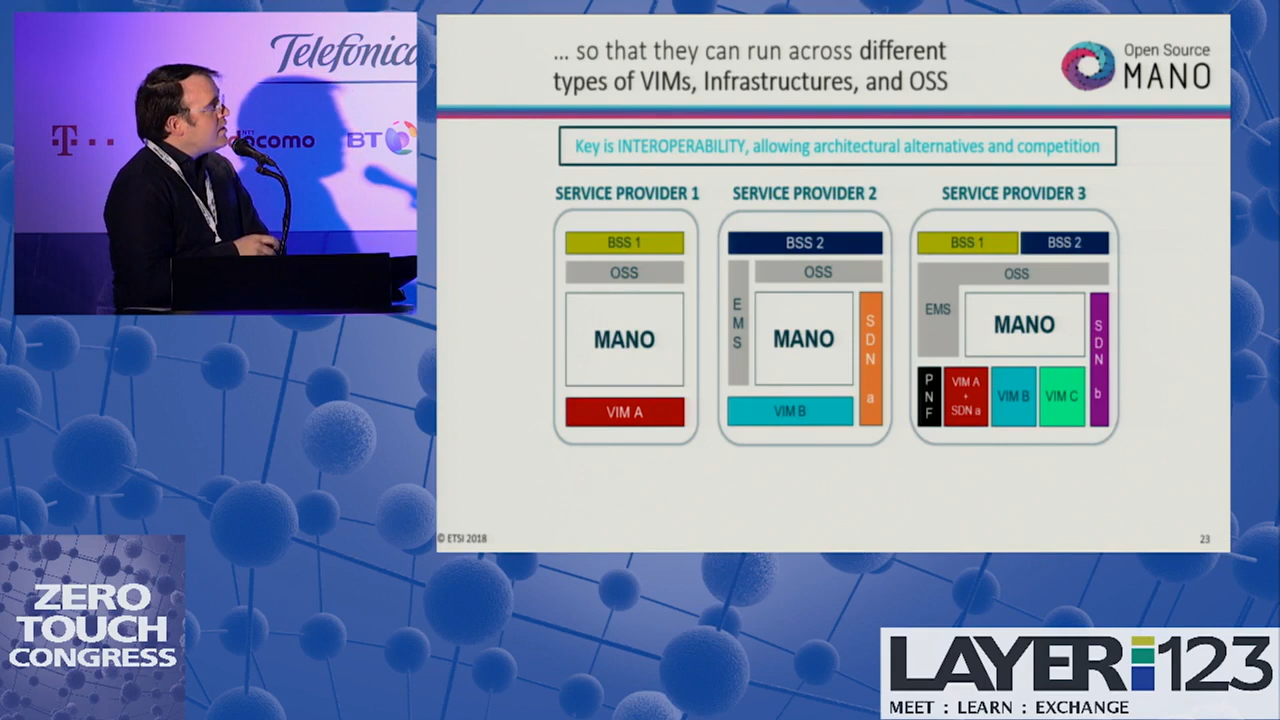 Telefónica
T
NTT
docomo
BT
… so that they can run across different
types of VIMs, Infrastructures, and OSS
Open Source
MANO
Key is INTEROPERABILITY, allowing architectural alternatives and competition
SERVICE PROVIDER 1
BSS 1
OSS
MANO
VIM A
SERVICE PROVIDER 2
BSS 2
OSS
E
M
S
MANO
S
D
N
a
VIM B
SERVICE PROVIDER 3
BSS 1
BSS 2
OSS
EMS
MANO
S
D
N
b
P
N
F
VIM A
+
SDN a
VIM B
VIM C
© ETSI 2018
23
ZERO
TOUCH
CONGRESS
LAYER 123
MEET : LEARN : EXCHANGE